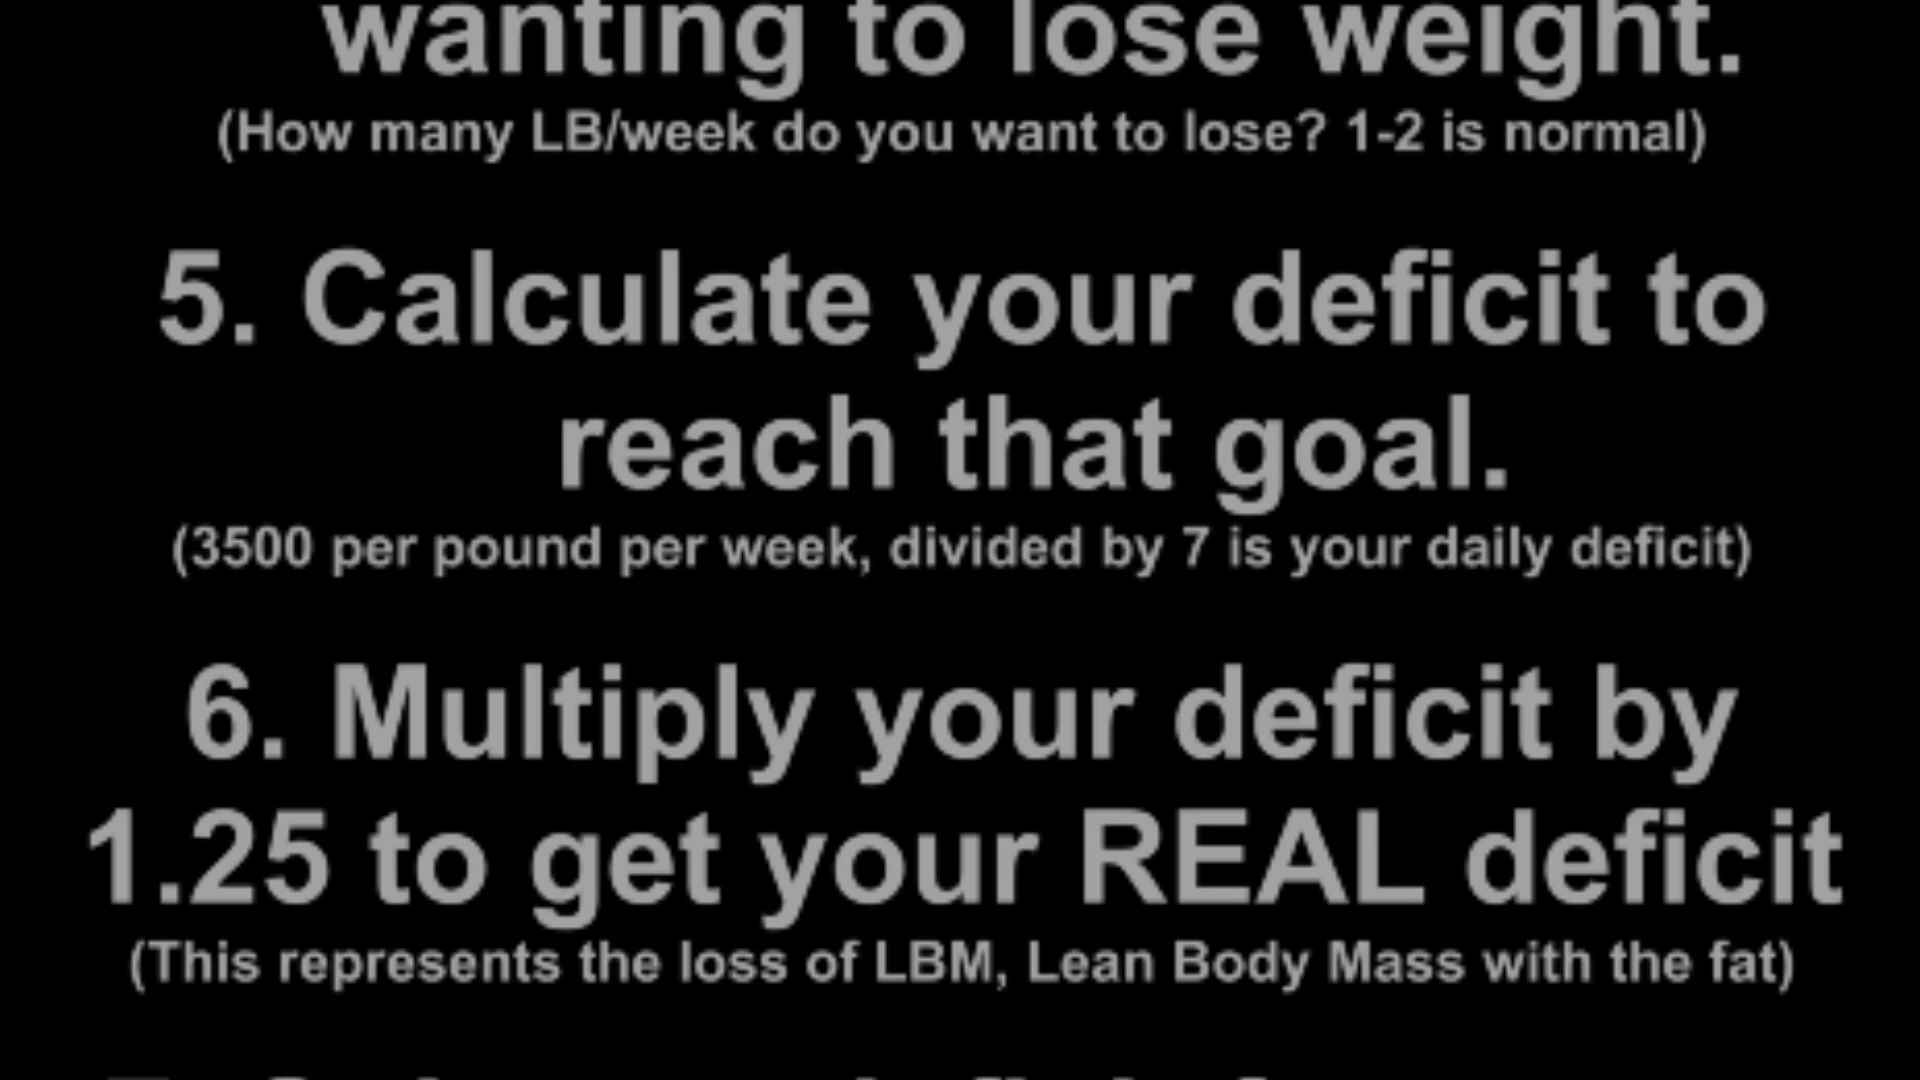 wanting to lose weight.
(How many LB/week do you want to lose? 1-2 is normal)
5. Calculate your deficit to
reach that goal.
(3500 per pound per week, divided by 7 is your daily deficit)
6. Multiply your deficit by
1.25 to get your REAL deficit
(This represents the loss of LBM, Lean Body Mass with the fat)